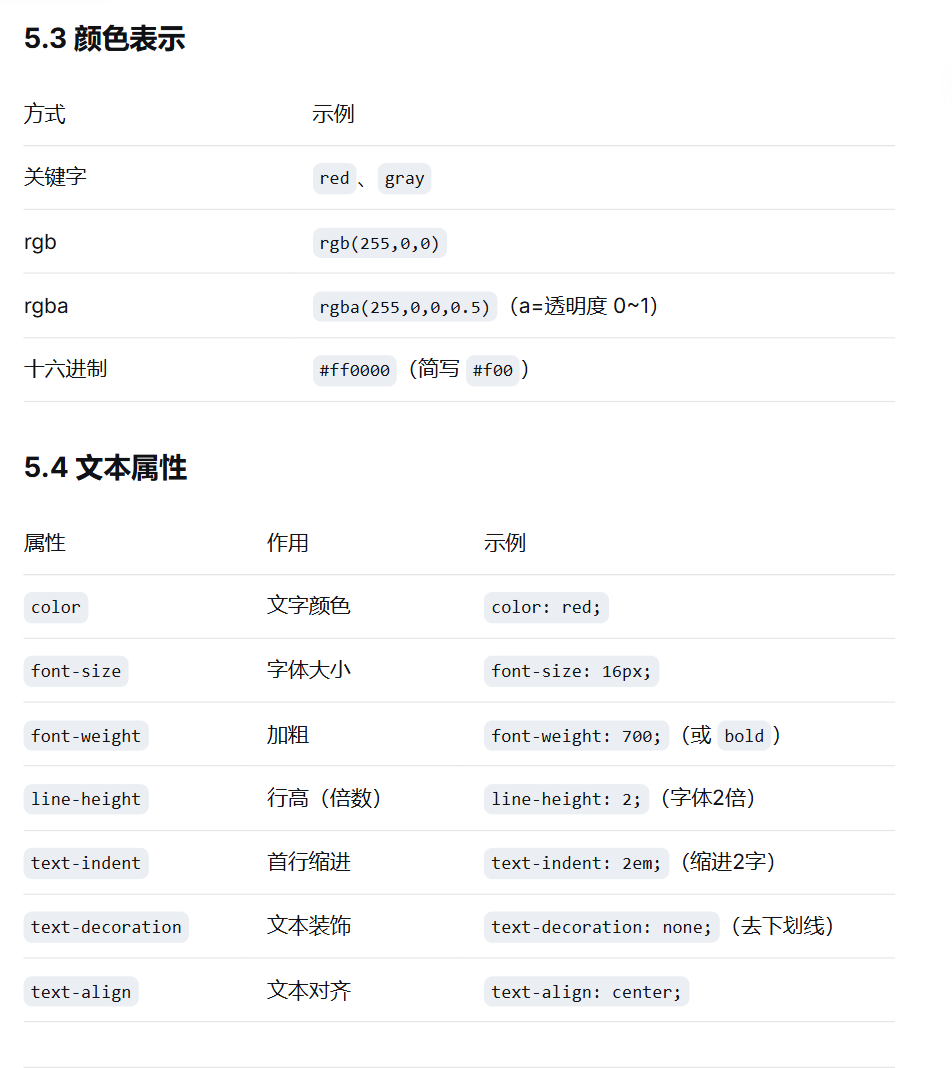 5.3 颜色表示
方式 示例
关键字 red、gray
rgb rgb(255,0,0)
rgba rgba(255,0,0,0.5)（a=透明度 0~1）
十六进制 #ff0000（简写 #f00）
5.4 文本属性
属性 作用 示例
color 文字颜色 color: red;
font-size 字体大小 font-size: 16px;
font-weight 加粗 font-weight: 700;（或 bold）
line-height 行高（倍数） line-height: 2;（字体2倍）
text-indent 首行缩进 text-indent: 2em;（缩进2字）
text-decoration 文本装饰 text-decoration: none;（去下划线）
text-align 文本对齐 text-align: center;